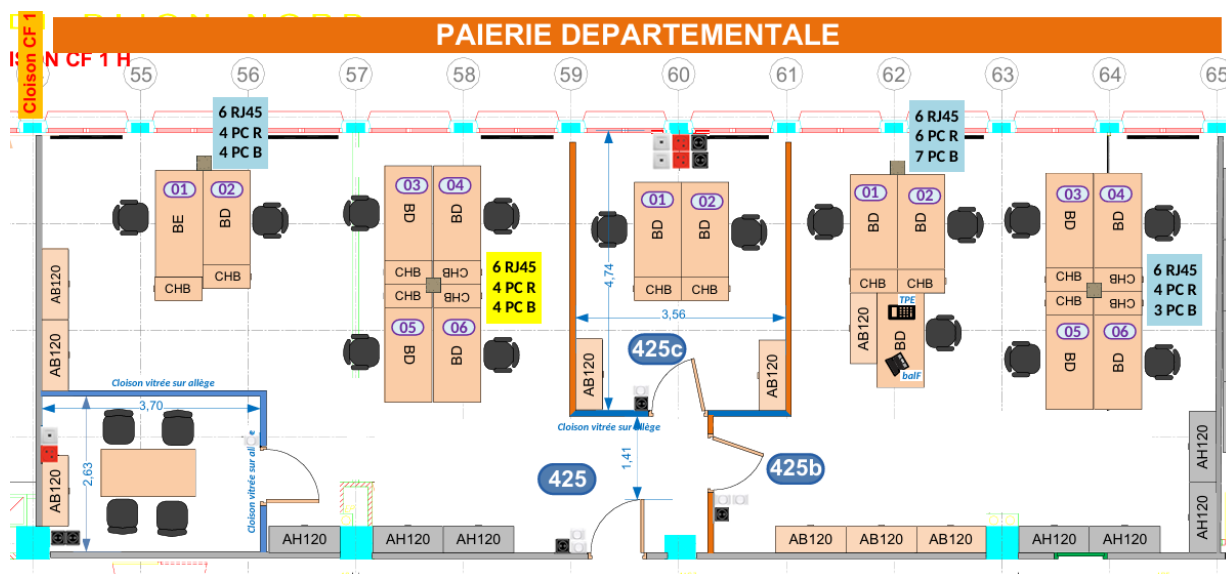 PAIERIE DEPARTEMENTALE
Cloison CF 1
N CF 1 H
55
56
57
58
59
60
61
62
63
64
65
6 RJ45
4 PC R
4 PC B
6 RJ45
6 PC R
7 PC B
01
02
BE
BD
CHB
03
04
BD
BD
CHB
CHB
CHB
CHB
05
06
BD
BD
6 RJ45
4 PC R
4 PC B
01
02
BD
BD
CHB
CHB
4,74
3,56
01
02
BD
BD
CHB
CHB
TPE
AB120
BD
balF
03
04
BD
BD
CHB
CHB
CHB
CHB
05
06
BD
BD
6 RJ45
4 PC R
3 PC B
AB120
AB120
Cloison vitrée sur allège
3,70
2,63
AB120
Cloison vitrée sur
AB120
425c
AB120
Cloison vitrée sur allège
1,41
425
425b
AH120
AH120
AH120
AH120
AB120
AB120
AB120
AH120
AH120
AH120
AH120